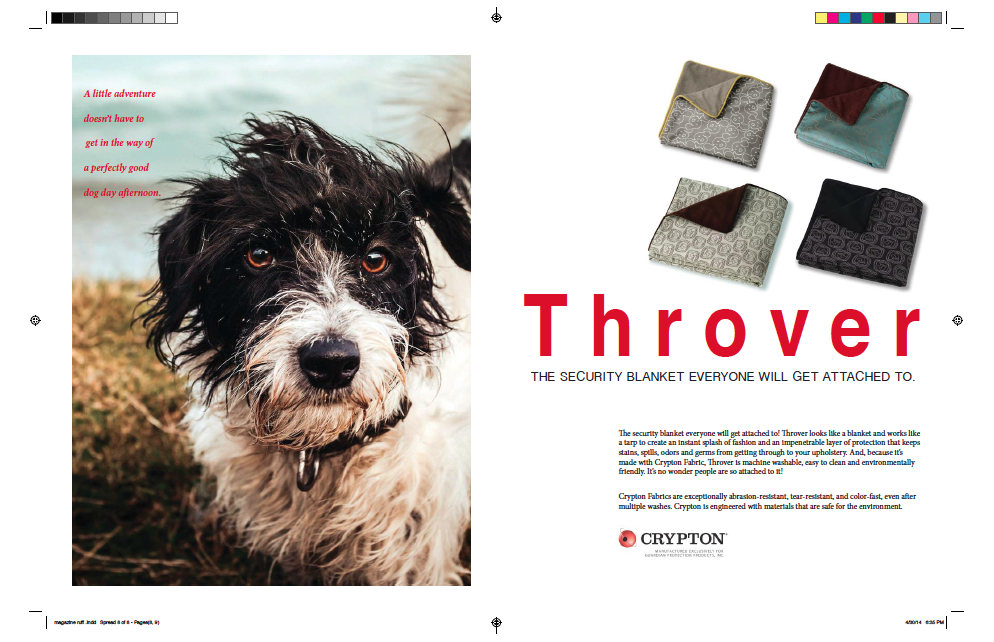 A little adventure
doesn't have to
get in the way of
a perfectly good
dog day afternoon.
Throver
THE SECURITY BLANKET EVERYONE WILL GET ATTACHED TO.
The security blanket everyone will get attached to! Throver looks like a blanket and works like
a tarp to create an instant splash of fashion and an impenetrable layer of protection that keeps
stains, spills, odors and germs from getting through to your upholstery. And, because it's
made with Crypton Fabric, Throver is machine washable, easy to clean and environmentally
friendly. It's no wonder people are so attached to it!
Crypton Fabrics are exceptionally abrasion-resistant, tear-resistant, and color-fast, even after
multiple washes. Crypton is engineered with materials that are safe for the environment.
CRYPTON
MANUFACTURED EXCLUSIVELY FOR
GUARDIAN PROTECTION PRODUCTS, INC.
magazine ruff .indd Spread 8 of 8 - Pages(8, 9)
4/30/14 6:35 PM